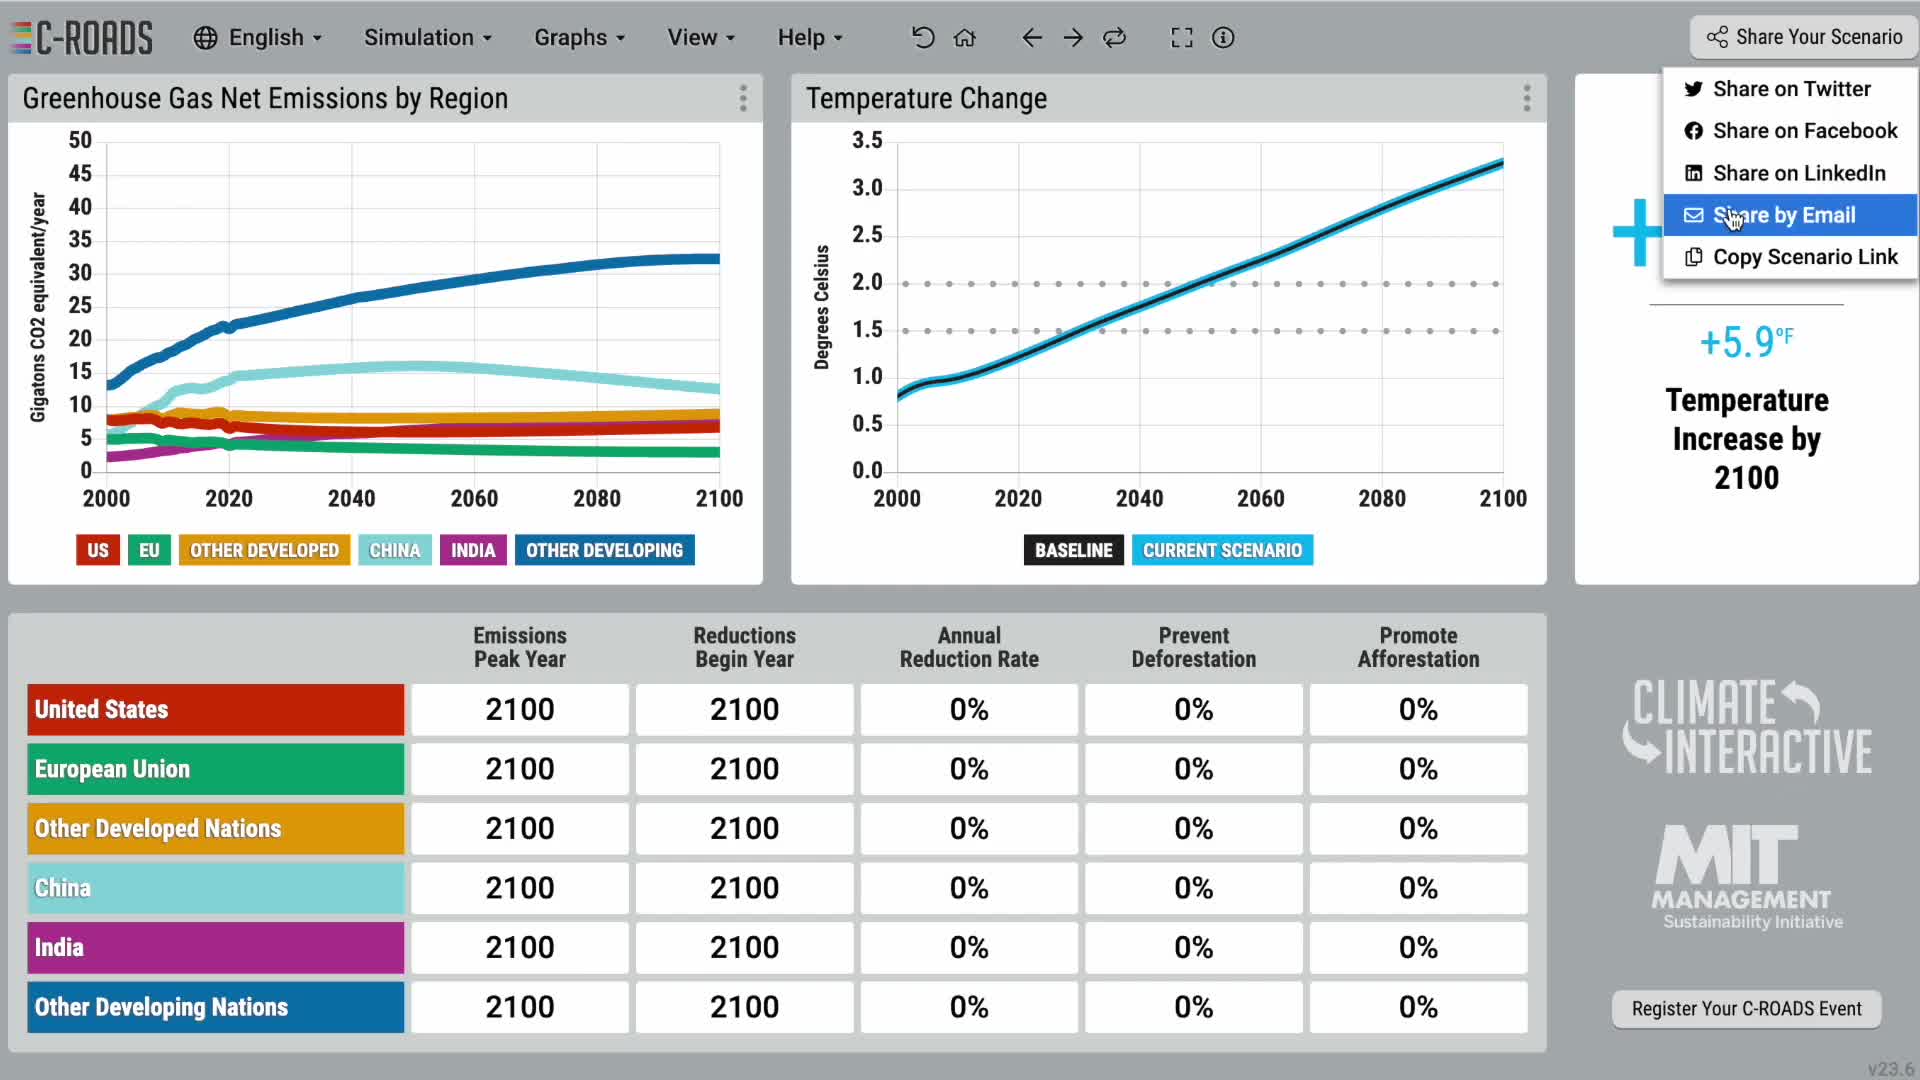 C-ROADS
English
Simulation
Graphs
View
Help
Share Your Scenario
Share on Twitter
Share on Facebook
Share on LinkedIn
Share by Email
Copy Scenario Link
Greenhouse Gas Net Emissions by Region
Gigatons CO2 equivalent/year
50
45
40
35
30
25
20
15
10
5
0
2000 2020 2040 2060 2080 2100
US EU OTHER DEVELOPED CHINA INDIA OTHER DEVELOPING
Temperature Change
Degrees Celsius
3.5
3.0
2.5
2.0
1.5
1.0
0.5
0.0
2000 2020 2040 2060 2080 2100
BASELINE CURRENT SCENARIO
+
+5.9°F
Temperature
Increase by
2100
Emissions Peak Year Reductions Begin Year Annual Reduction Rate Prevent Deforestation Promote Afforestation
United States 2100 2100 0% 0% 0%
European Union 2100 2100 0% 0% 0%
Other Developed Nations 2100 2100 0% 0% 0%
China 2100 2100 0% 0% 0%
India 2100 2100 0% 0% 0%
Other Developing Nations 2100 2100 0% 0% 0%
CLIMATE
INTERACTIVE
MIT
MANAGEMENT
Sustainability Initiative
Register Your C-ROADS Event
v23.6